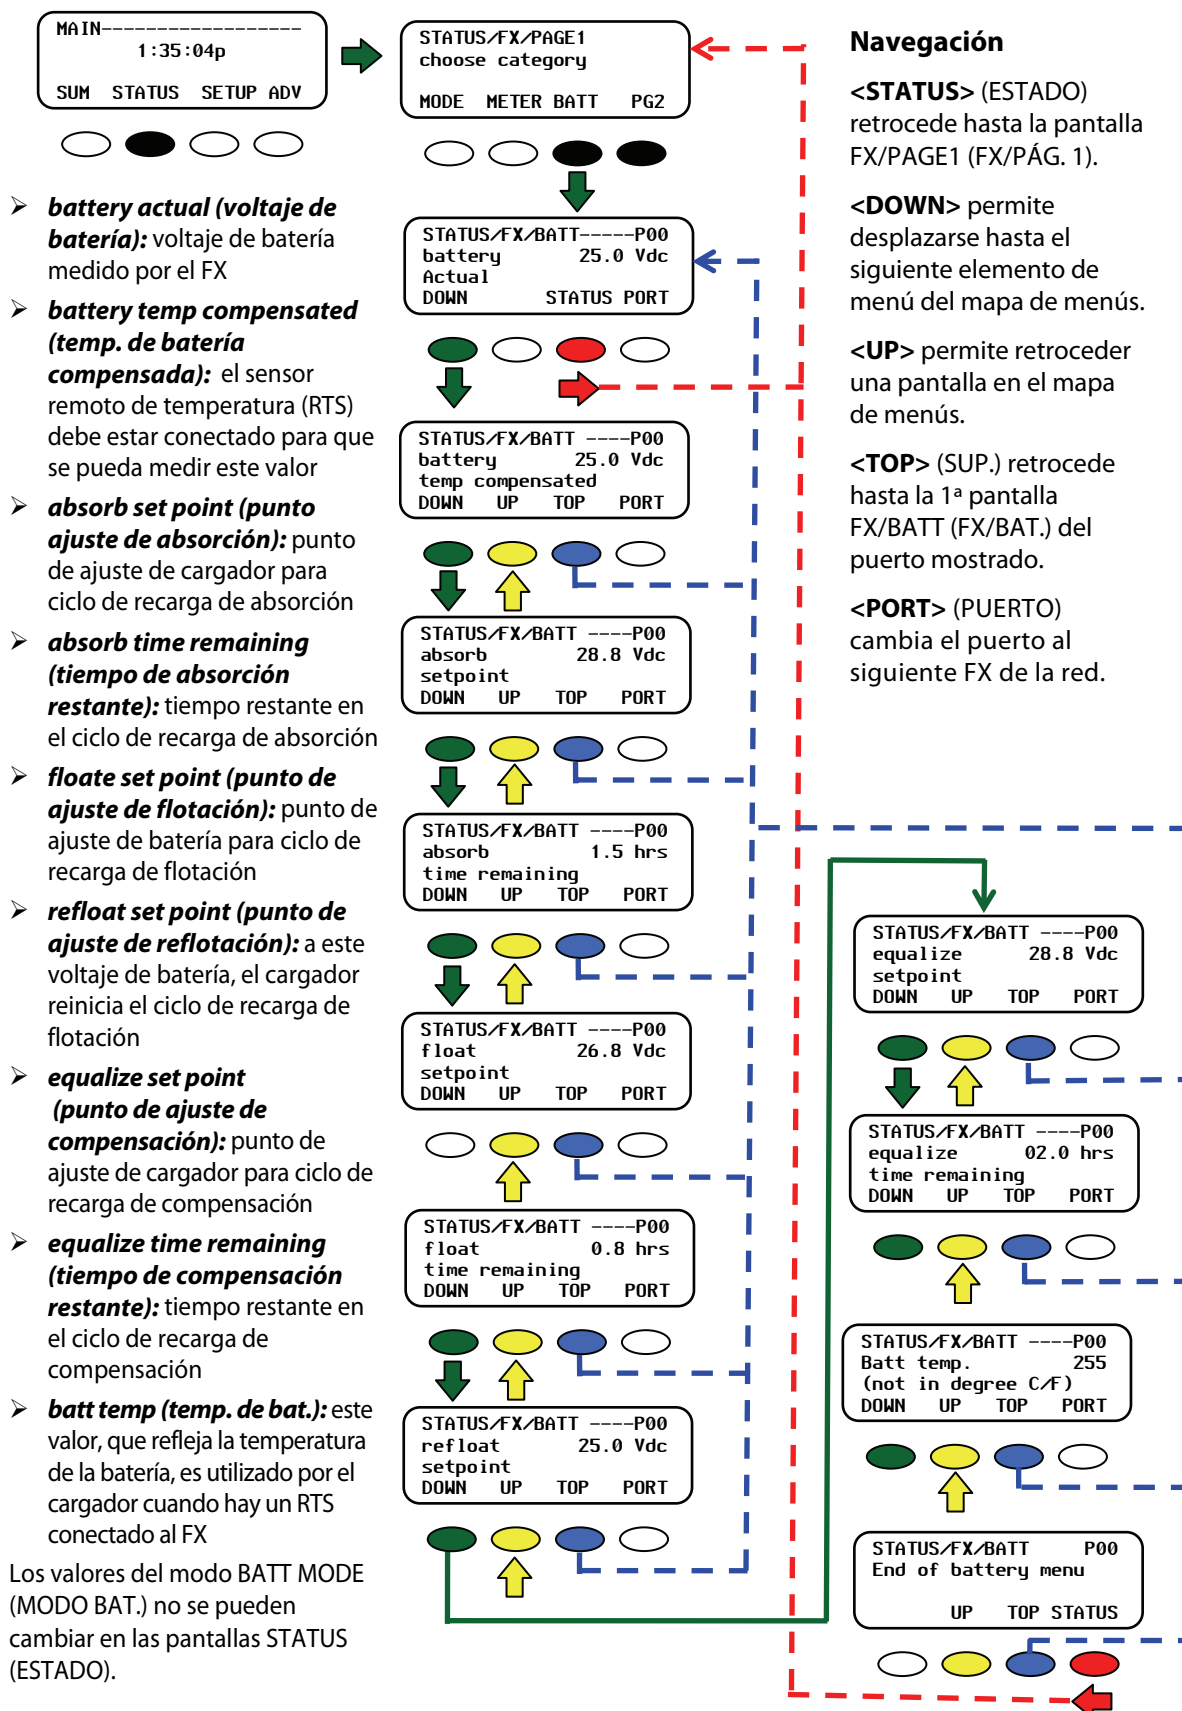 MAIN-------------------
1:35:04p
SUM STATUS SETUP ADV
STATUS/FX/PAGE1
choose category
MODE METER BATT PG2
STATUS/FX/BATT-----P00
battery 25.0 Vdc
Actual
DOWN STATUS PORT
STATUS/FX/BATT ----P00
battery 25.0 Vdc
temp compensated
DOWN UP TOP PORT
STATUS/FX/BATT ----P00
absorb 28.8 Vdc
setpoint
DOWN UP TOP PORT
STATUS/FX/BATT ----P00
absorb 1.5 hrs
time remaining
DOWN UP TOP PORT
STATUS/FX/BATT ----P00
float 26.8 Vdc
setpoint
DOWN UP TOP PORT
STATUS/FX/BATT ----P00
float 0.8 hrs
time remaining
DOWN UP TOP PORT
STATUS/FX/BATT ----P00
refloat 25.0 Vdc
setpoint
DOWN UP TOP PORT
➢ battery actual (voltaje de
batería): voltaje de batería
medido por el FX
➢ battery temp compensated
(temp. de batería
compensada): el sensor
remoto de temperatura (RTS)
debe estar conectado para que
se pueda medir este valor
➢ absorb set point (punto
ajuste de absorción): punto
de ajuste de cargador para
ciclo de recarga de absorción
➢ absorb time remaining
(tiempo de absorción
restante): tiempo restante en
el ciclo de recarga de absorción
➢ floate set point (punto de
ajuste de flotación): punto de
ajuste de batería para ciclo de
recarga de flotación
➢ refloat set point (punto de
ajuste de reflotación): a este
voltaje de batería, el cargador
reinicia el ciclo de recarga de
flotación
➢ equalize set point
(punto de ajuste de
compensación): punto de
ajuste de cargador para ciclo de
recarga de compensación
➢ equalize time remaining
(tiempo de compensación
restante): tiempo restante en
el ciclo de recarga de
compensación
➢ batt temp (temp. de bat.): este
valor, que refleja la temperatura
de la batería, es utilizado por el
cargador cuando hay un RTS
conectado al FX
Los valores del modo BATT MODE
(MODO BAT.) no se pueden
cambiar en las pantallas STATUS
(ESTADO).
Navegación
<STATUS> (ESTADO)
retrocede hasta la pantalla
FX/PAGE1 (FX/PÁG. 1).
<DOWN> permite
desplazarse hasta el
siguiente elemento de
menú del mapa de menús.
<UP> permite retroceder
una pantalla en el mapa
de menús.
<TOP> (SUP.) retrocede
hasta la 1ª pantalla
FX/BATT (FX/BAT.) del
puerto mostrado.
<PORT> (PUERTO)
cambia el puerto al
siguiente FX de la red.
STATUS/FX/BATT ----P00
equalize 28.8 Vdc
setpoint
DOWN UP TOP PORT
STATUS/FX/BATT ----P00
equalize 02.0 hrs
time remaining
DOWN UP TOP PORT
STATUS/FX/BATT ----P00
Batt temp. 255
(not in degree C/F)
DOWN UP TOP PORT
STATUS/FX/BATT P00
End of battery menu
UP TOP STATUS